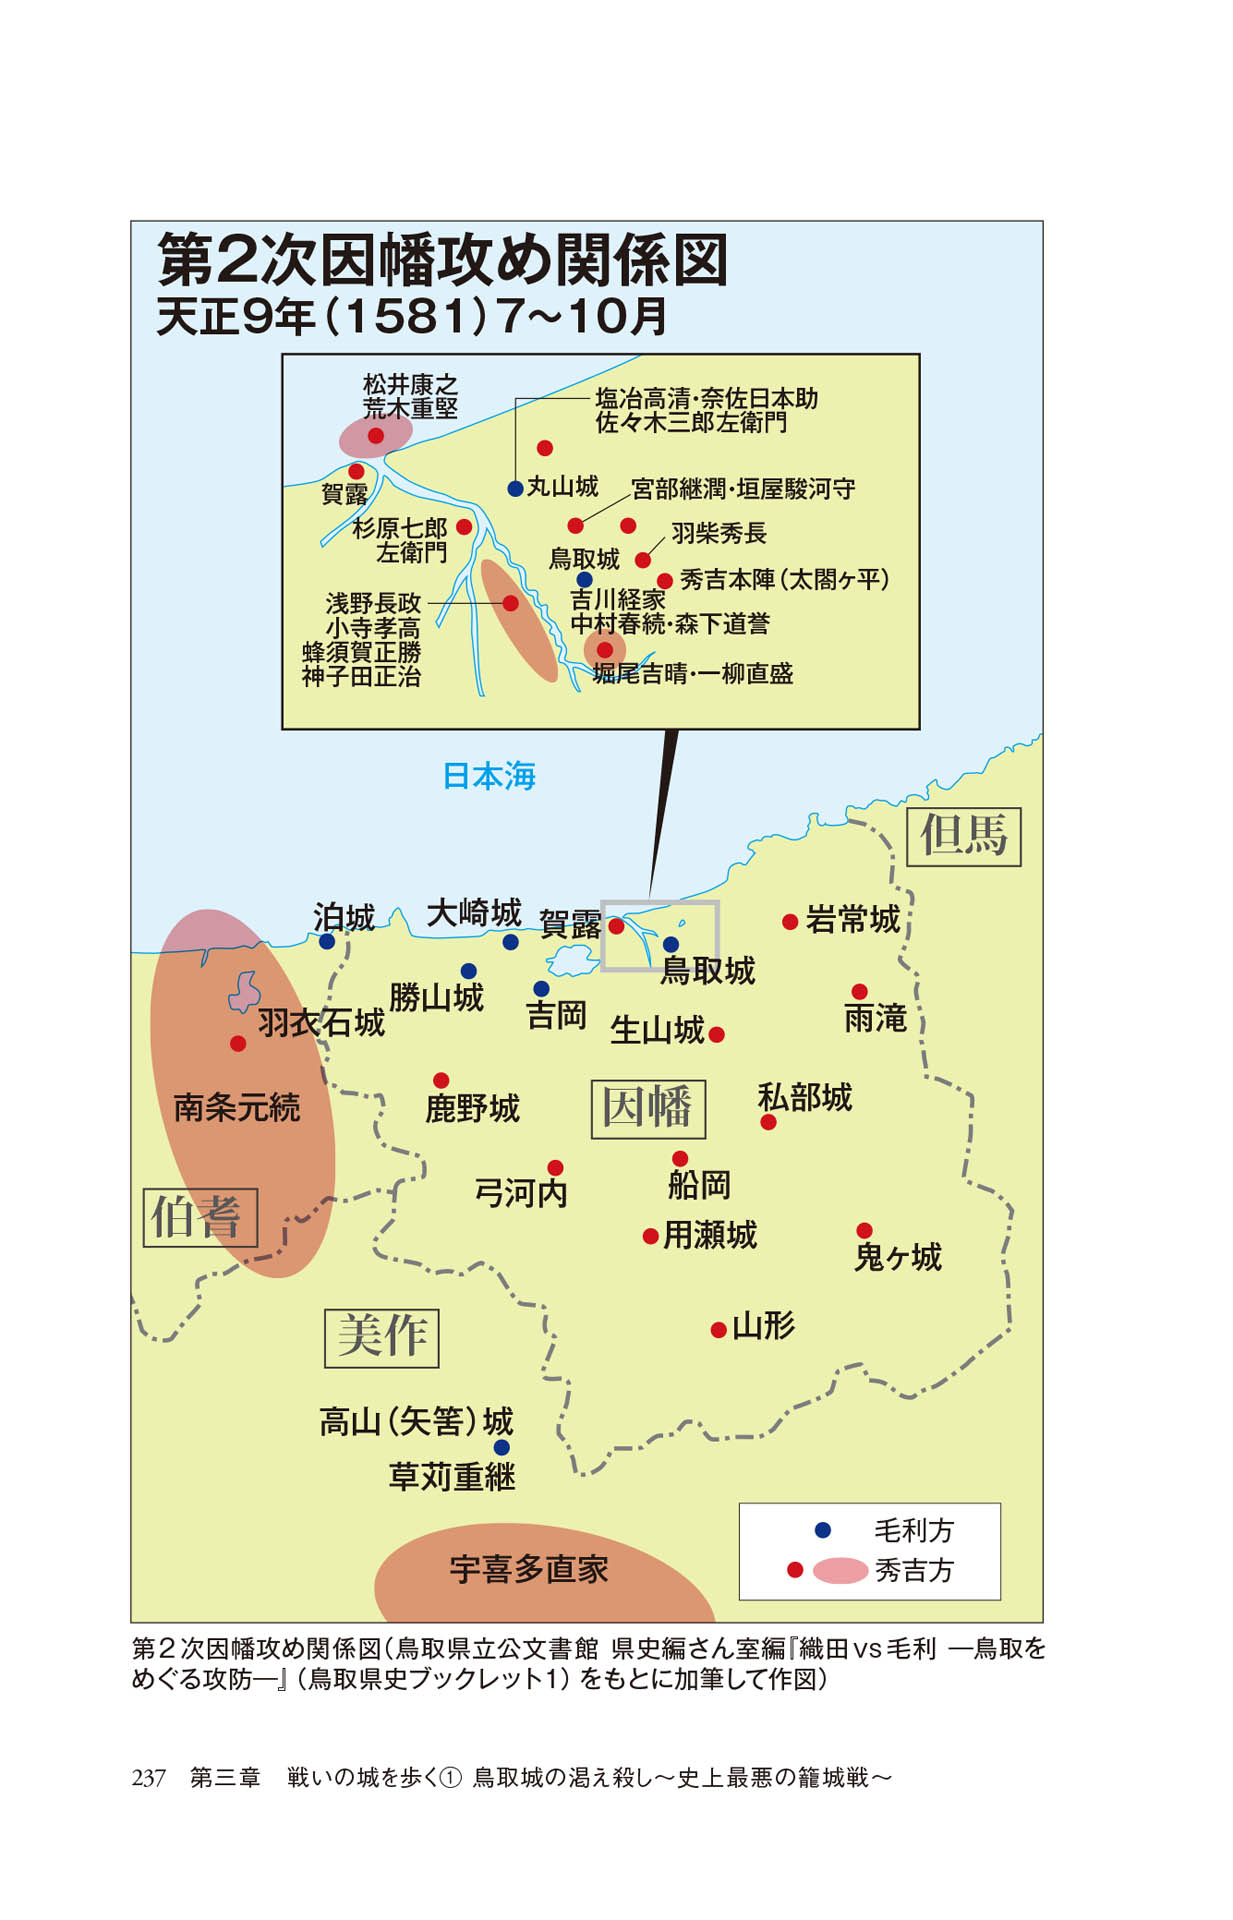 第2次因幡攻め関係図
天正9年（1581）7〜10月
松井康之
荒木重堅
塩冶高清・奈佐日本助
佐々木三郎左衛門
丸山城
賀露
宮部継潤・垣屋駿河守
杉原七郎
左衛門
羽柴秀長
鳥取城
秀吉本陣（太閤ヶ平）
吉川経家
中村春続・森下道誉
浅野長政
小寺孝高
蜂須賀正勝
神子田正治
堀尾吉晴・一柳直盛
日本海
但馬
泊城
大崎城
賀露
岩常城
鳥取城
勝山城
吉岡
雨滝
羽衣石城
生山城
南条元続
鹿野城
因幡
私部城
弓河内
船岡
伯耆
用瀬城
鬼ヶ城
美作
山形
高山（矢筈）城
草苅重継
宇喜多直家
毛利方
秀吉方
第２次因幡攻め関係図（鳥取県立公文書館 県史編さん室編『織田vs毛利 ―鳥取を
めぐる攻防―』（鳥取県史ブックレット1）をもとに加筆して作図）
237 第三章 戦いの城を歩く① 鳥取城の渇え殺し〜史上最悪の籠城戦〜